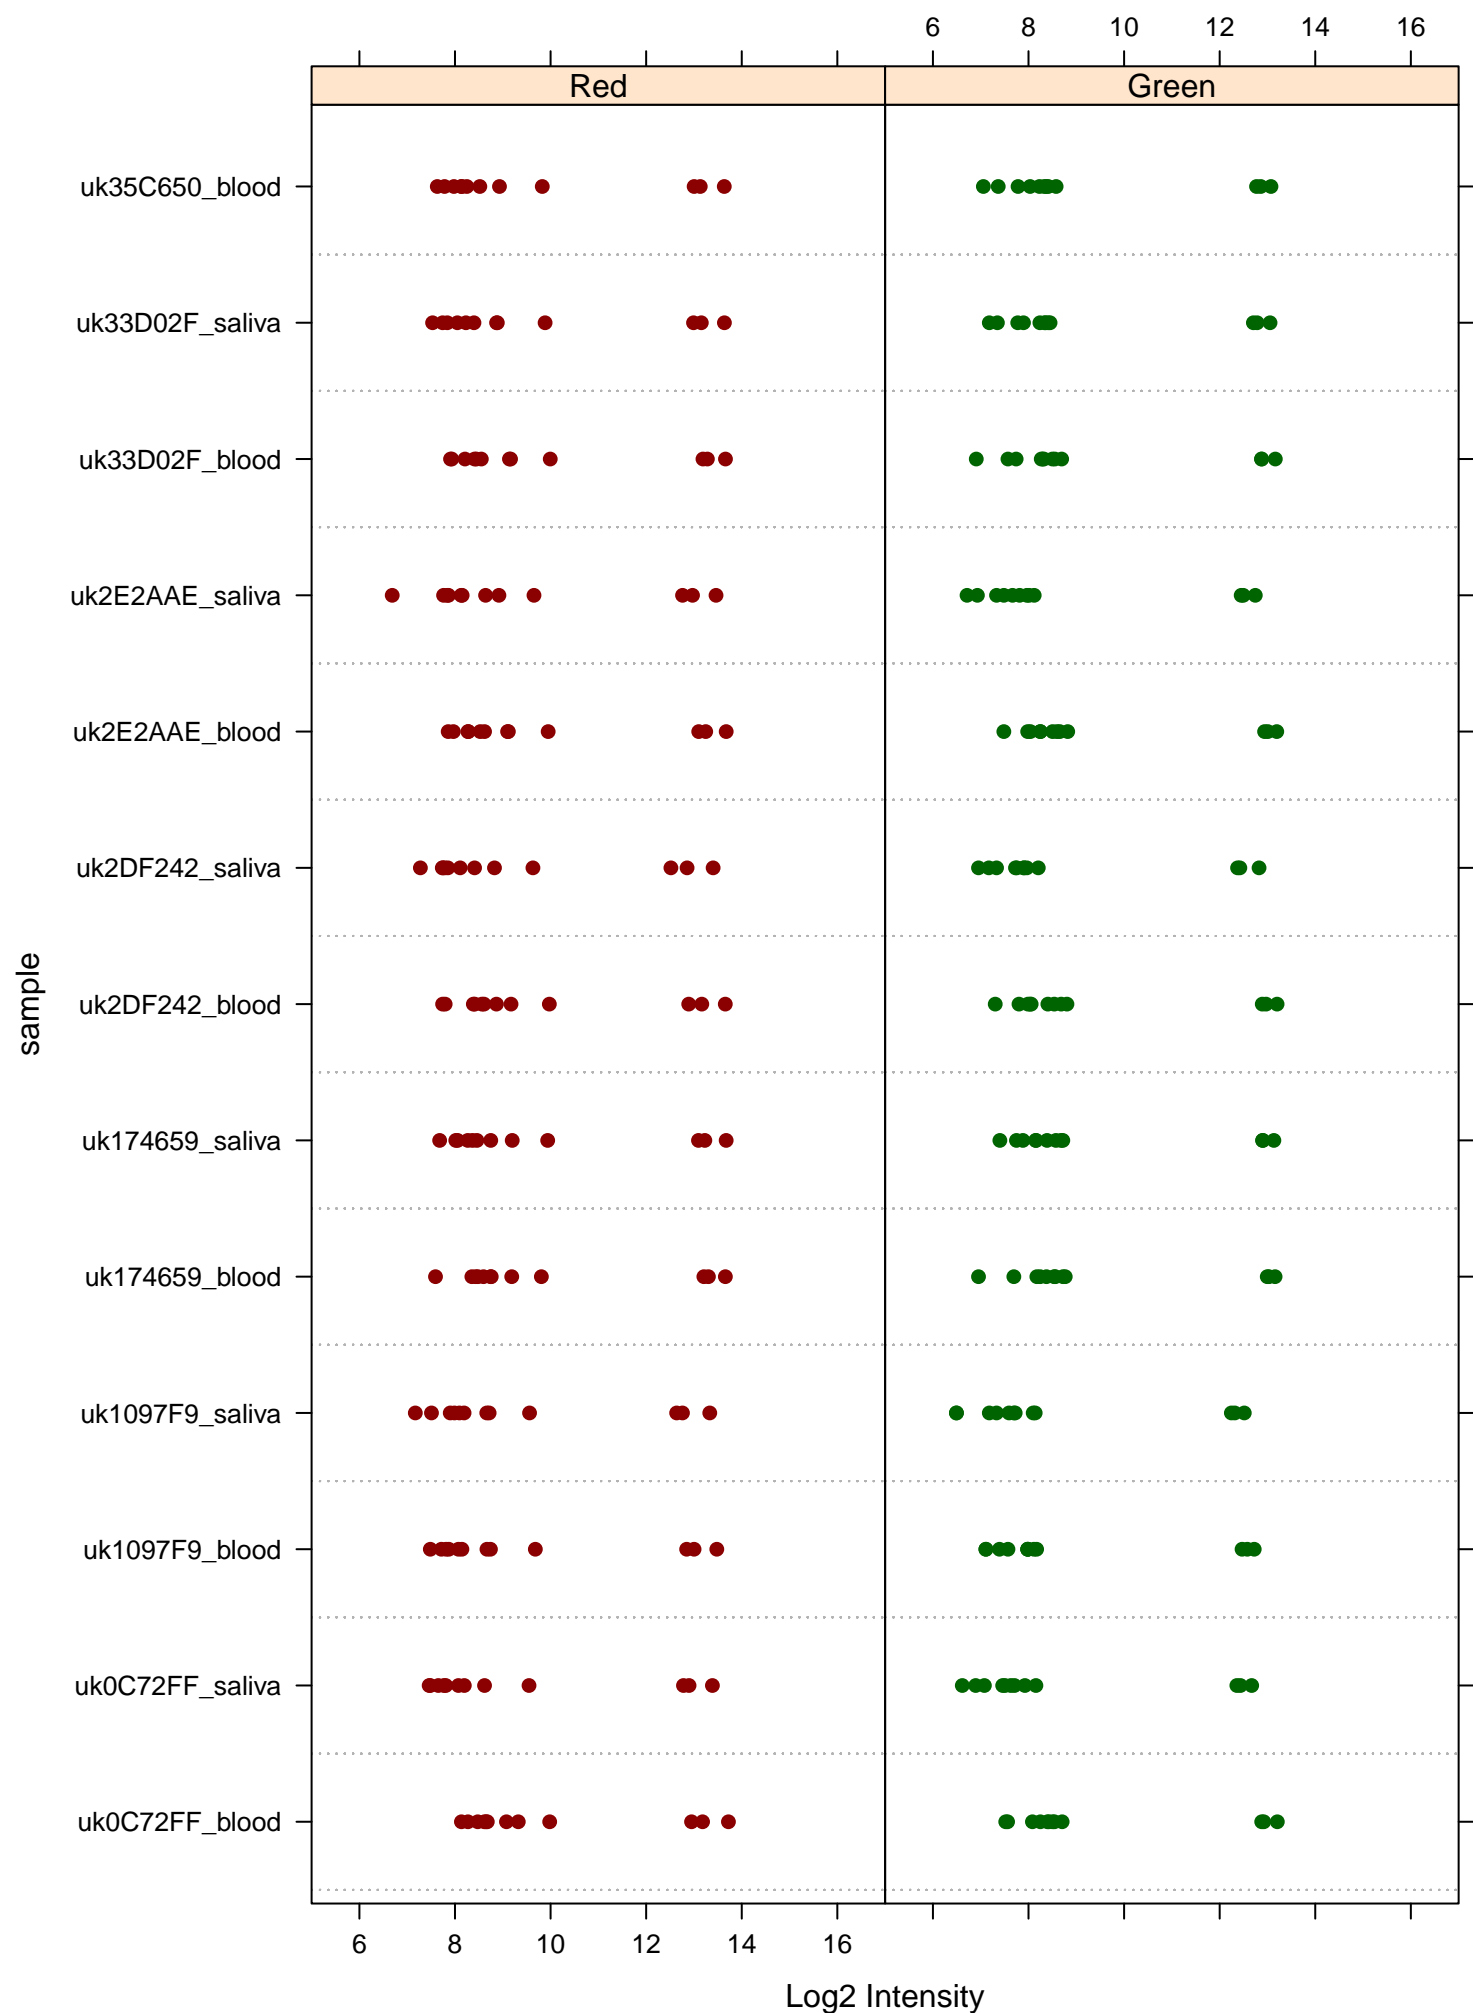 6 8 10 12 14 16
Red Green
uk35C650_blood
uk33D02F_saliva
uk33D02F_blood
uk2E2AAE_saliva
uk2E2AAE_blood
uk2DF242_saliva
uk2DF242_blood
uk174659_saliva
uk174659_blood
uk1097F9_saliva
uk1097F9_blood
uk0C72FF_saliva
uk0C72FF_blood
sample
6 8 10 12 14 16
Log2 Intensity